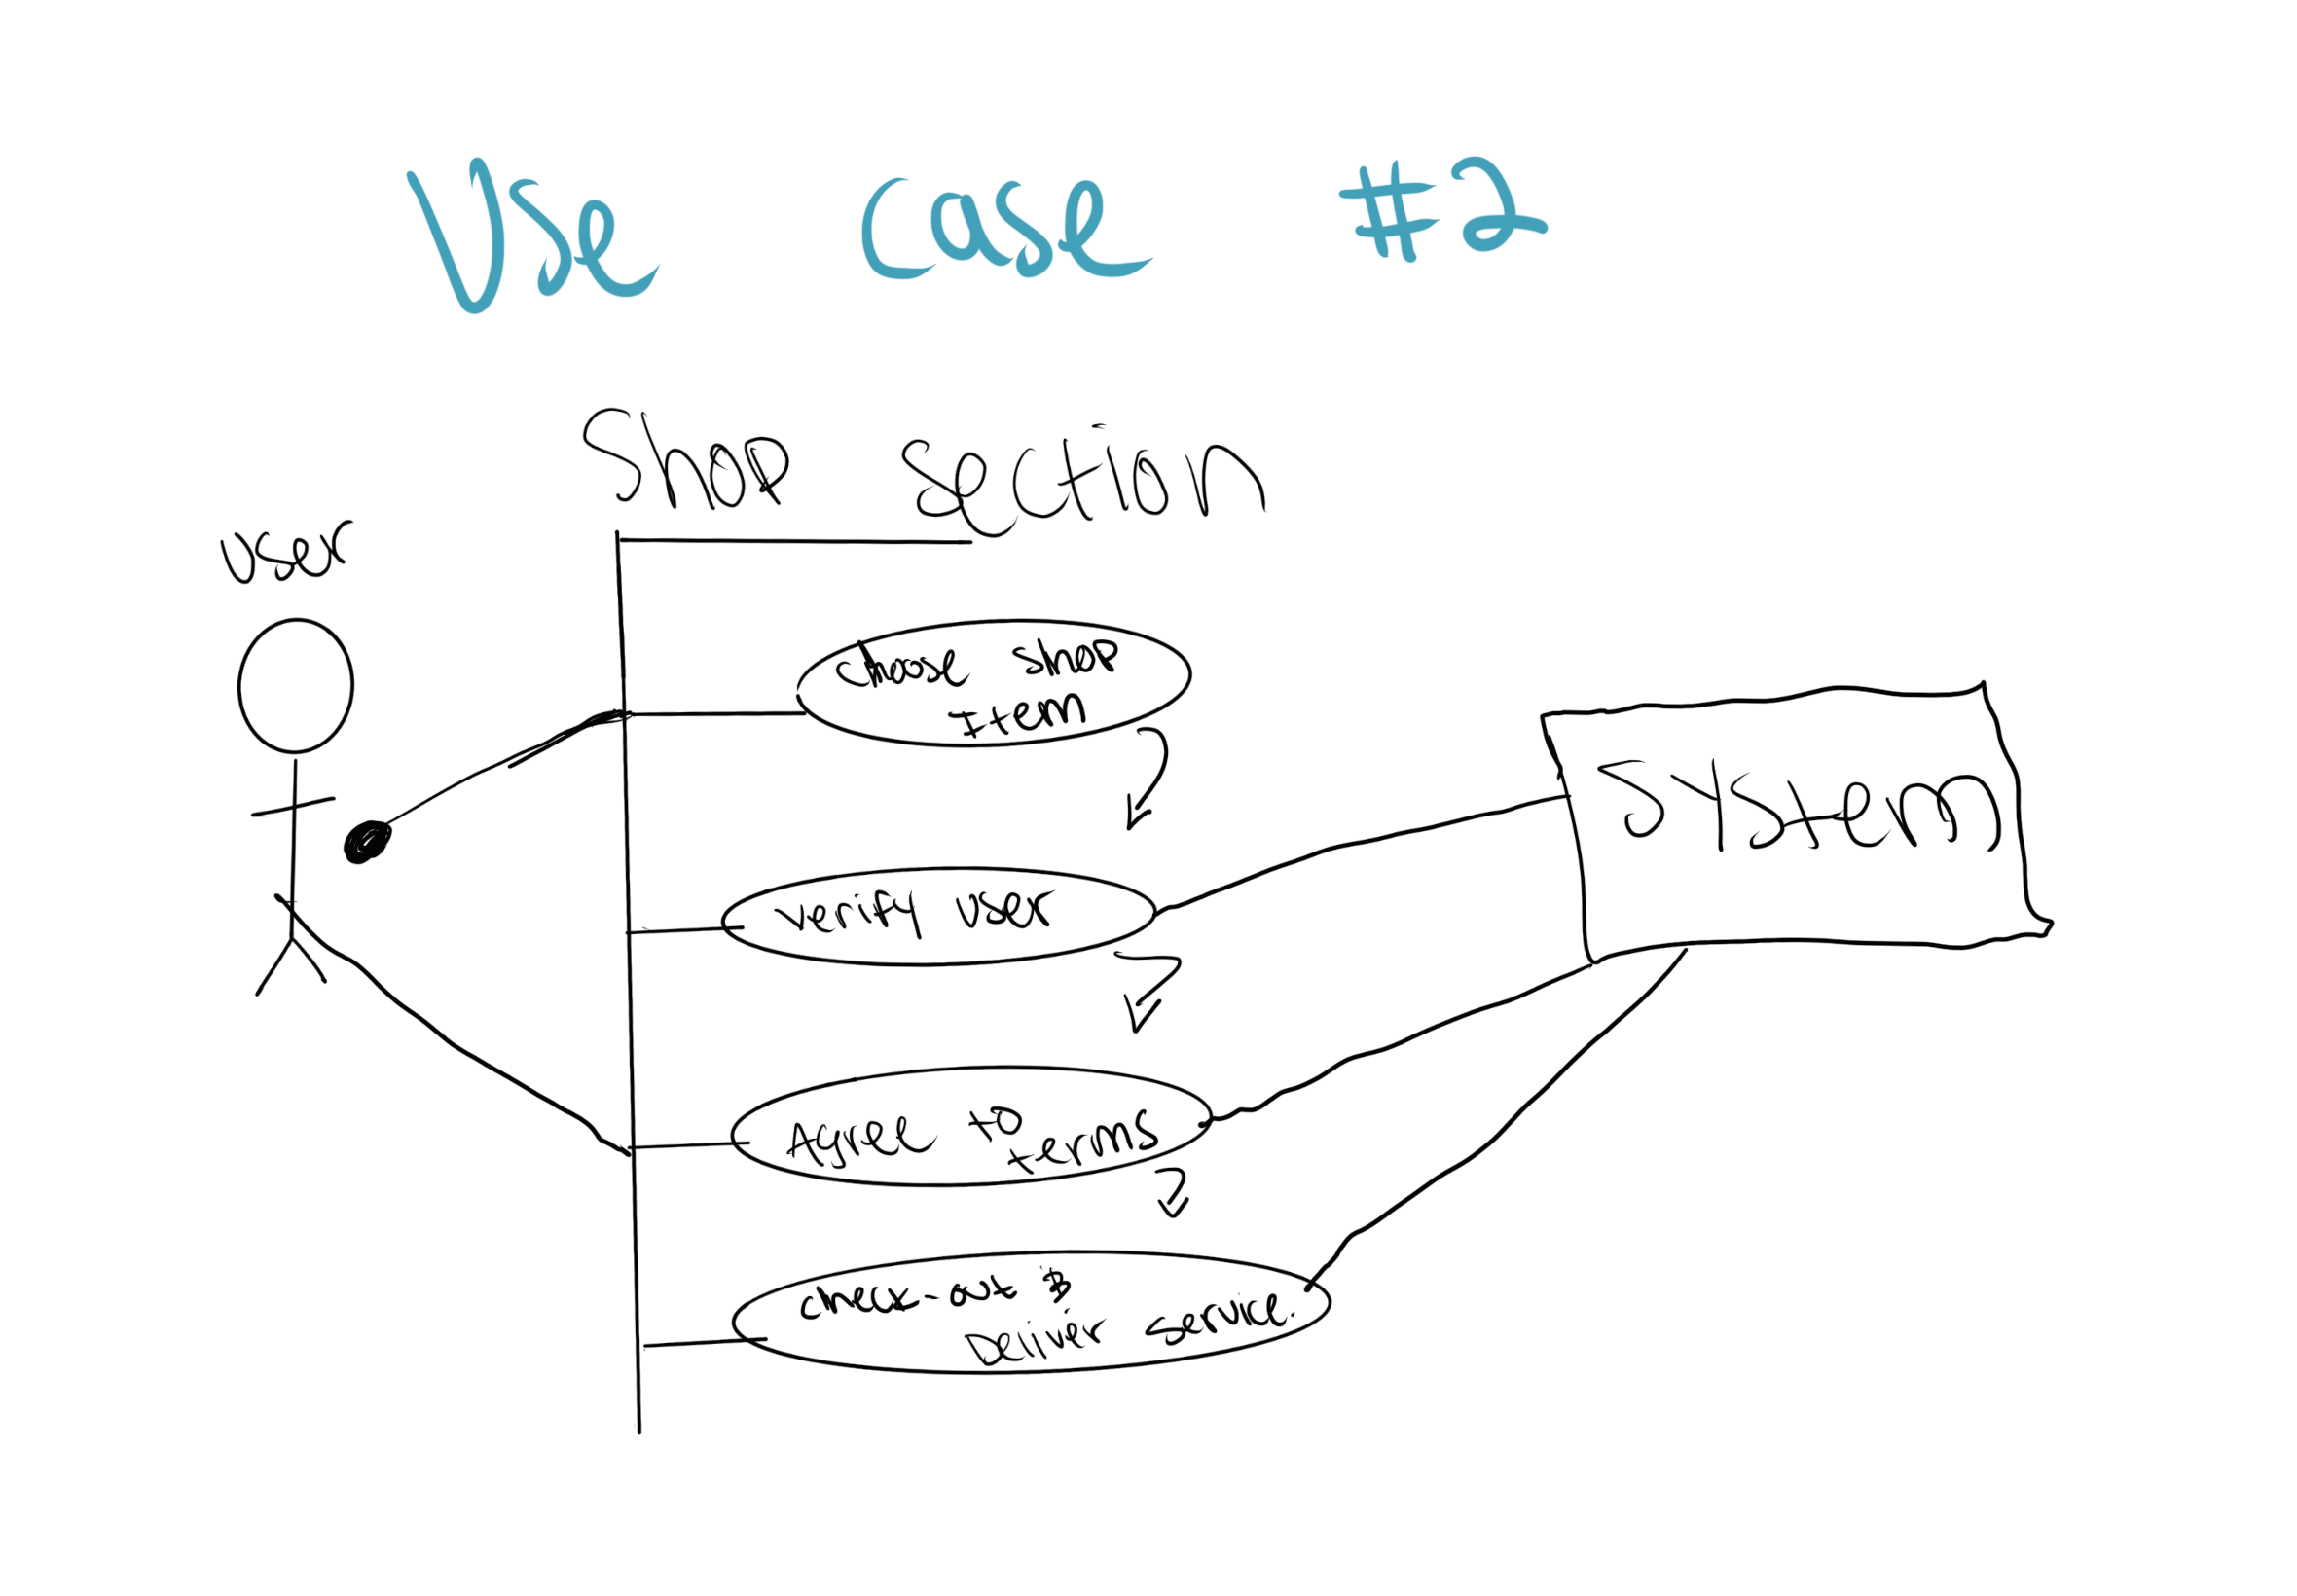 Use case #2
Shop section
user
choose shop
Item
system
verify user
Agree to
terms
check-out &
Deliver service.